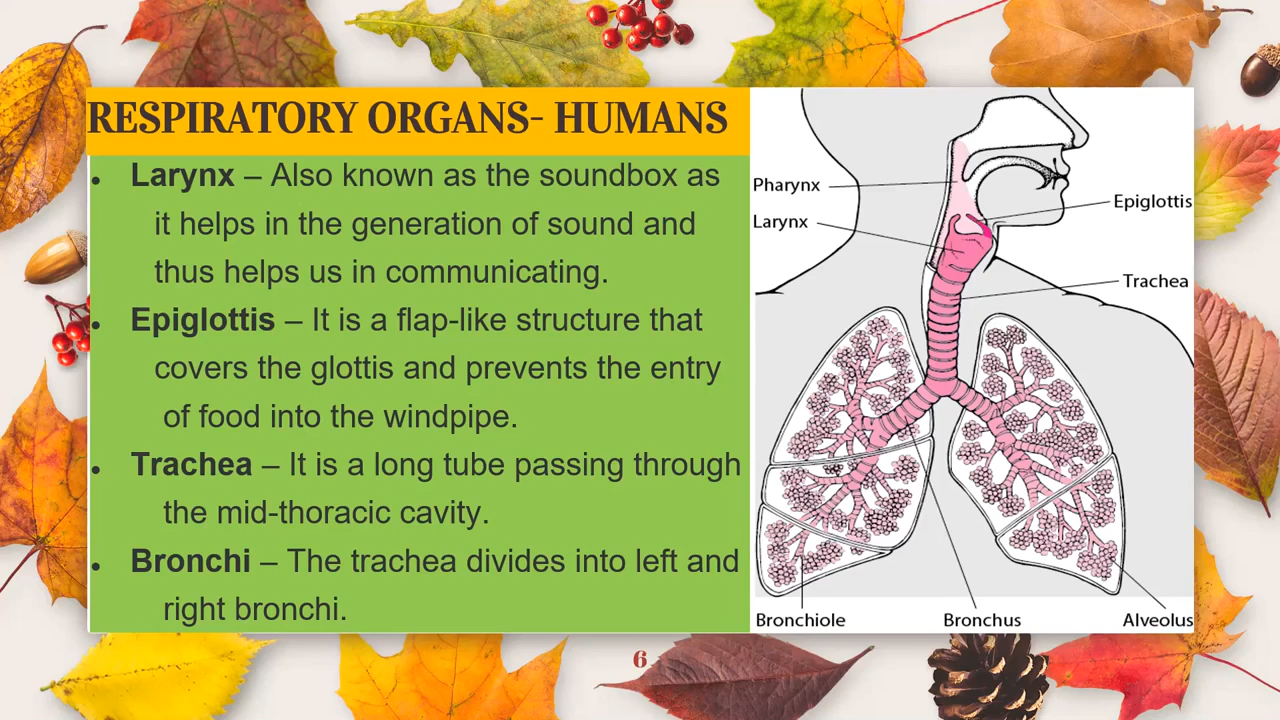 RESPIRATORY ORGANS- HUMANS
• Larynx – Also known as the soundbox as
it helps in the generation of sound and
thus helps us in communicating.
• Epiglottis – It is a flap-like structure that
covers the glottis and prevents the entry
of food into the windpipe.
• Trachea – It is a long tube passing through
the mid-thoracic cavity.
• Bronchi – The trachea divides into left and
right bronchi.
Pharynx
Larynx
Epiglottis
Trachea
Bronchiole
Bronchus
Alveolus
6